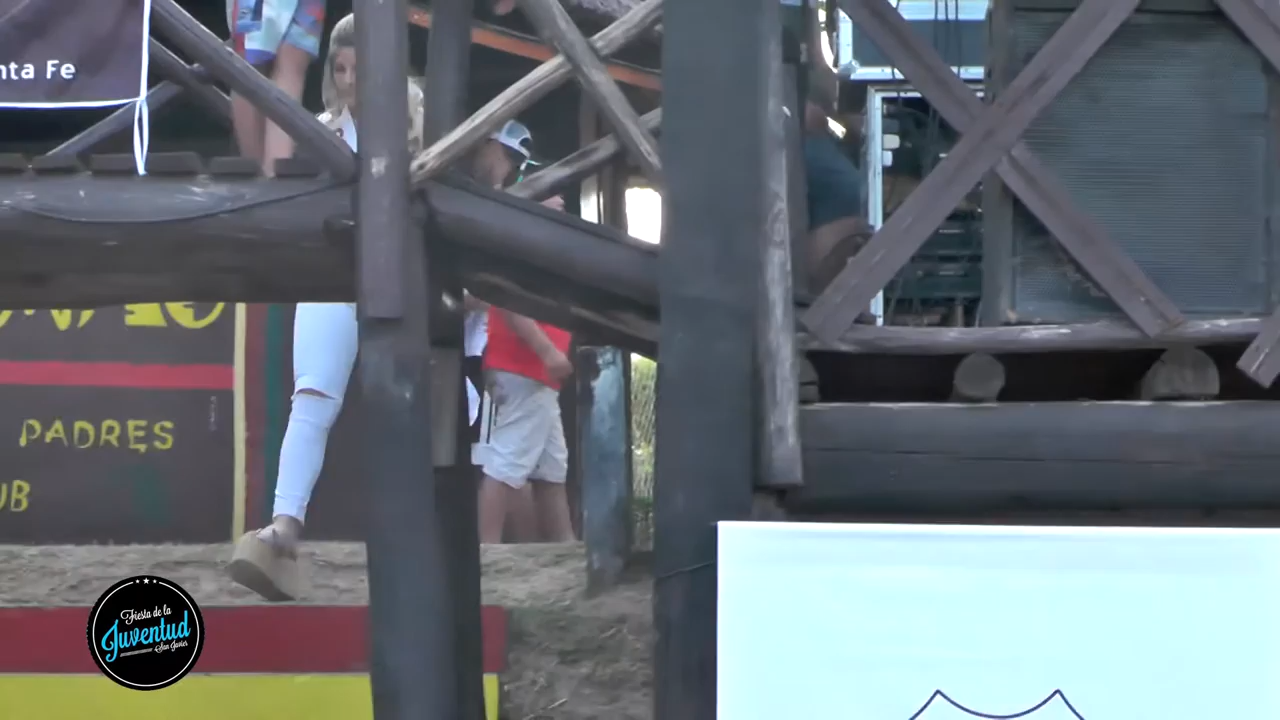 nta Fe
PADRES
UB
Fiesta de la
Juventud
San Javier